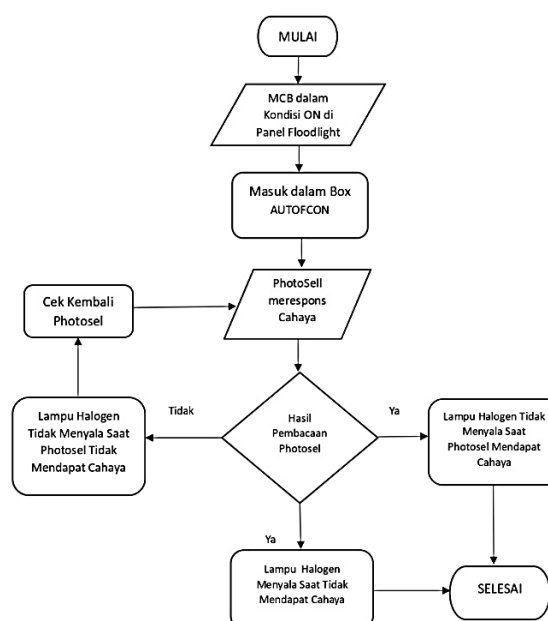 MULAI
MCB dalam
Kondisi ON di
Panel Floodlight
Masuk dalam Box
AUTOFCON
PhotoSell
merespons
Cahaya
Cek Kembali
Photosel
Tidak
Hasil
Pembacaan
Photosel
Ya
Lampu Halogen
Tidak Menyala Saat
Photosel Tidak
Mendapat Cahaya
Lampu Halogen Tidak
Menyala Saat
Photosel Mendapat
Cahaya
Ya
Lampu Halogen
Menyala Saat Tidak
Mendapat Cahaya
SELESAI